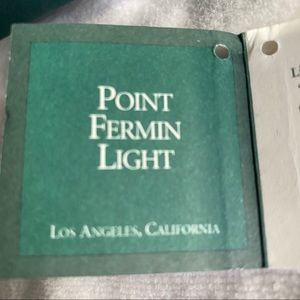 POINT
FERMIN
LIGHT
LOS ANGELES, CALIFORNIA